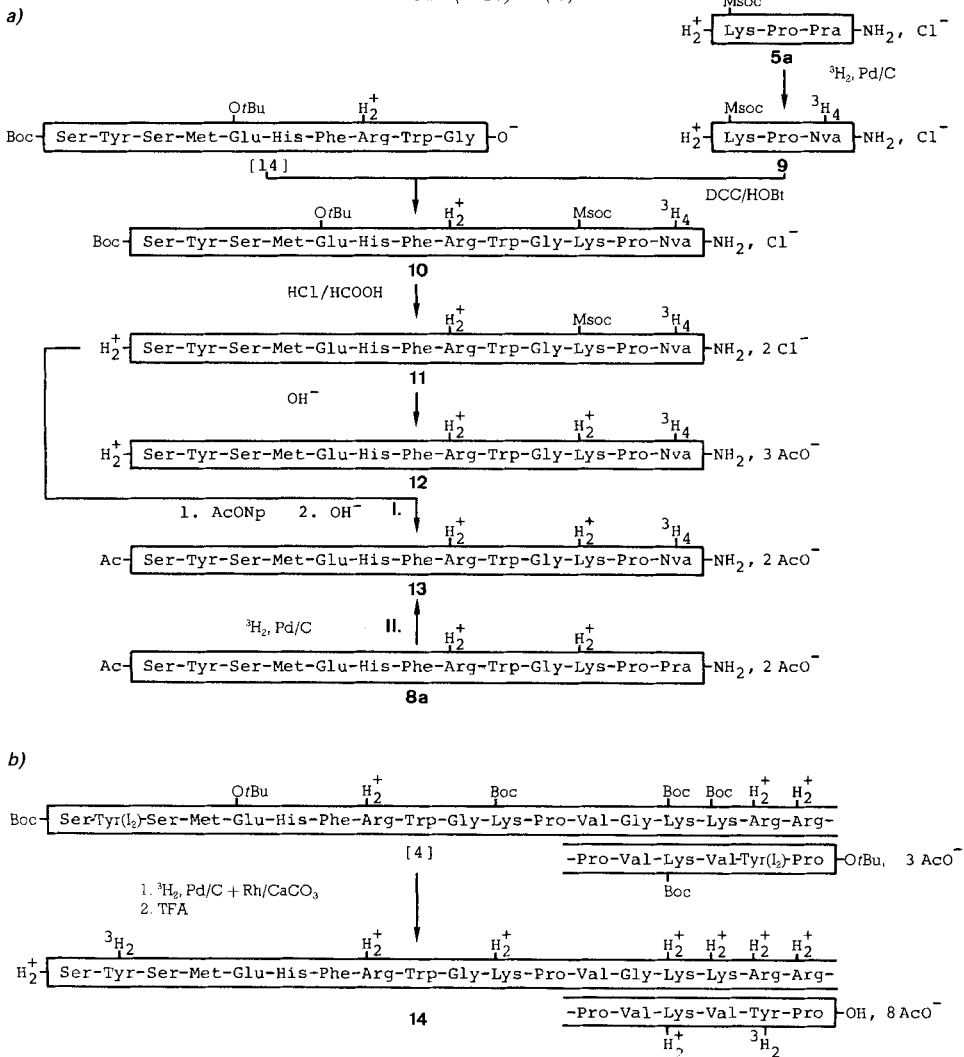 a)
Msoc
H₂⁺ Lys-Pro-Pra NH₂, Cl⁻
5a
³H₂, Pd/C
OtBu H₂⁺
Boc Ser-Tyr-Ser-Met-Glu-His-Phe-Arg-Trp-Gly O⁻
[14]
Msoc ³H₄
H₂⁺ Lys-Pro-Nva NH₂, Cl⁻
9
DCC/HOBt
OtBu H₂⁺ Msoc ³H₄
Boc Ser-Tyr-Ser-Met-Glu-His-Phe-Arg-Trp-Gly-Lys-Pro-Nva NH₂, Cl⁻
10
HCl/HCOOH
H₂⁺ Msoc ³H₄
H₂⁺ Ser-Tyr-Ser-Met-Glu-His-Phe-Arg-Trp-Gly-Lys-Pro-Nva NH₂, 2 Cl⁻
11
OH⁻
H₂⁺ H₂⁺ ³H₄
H₂⁺ Ser-Tyr-Ser-Met-Glu-His-Phe-Arg-Trp-Gly-Lys-Pro-Nva NH₂, 3 AcO⁻
12
1. AcONp 2. OH⁻ I.
H₂⁺ H₂⁺ ³H₄
Ac Ser-Tyr-Ser-Met-Glu-His-Phe-Arg-Trp-Gly-Lys-Pro-Nva NH₂, 2 AcO⁻
13
³H₂, Pd/C II.
H₂⁺ H₂⁺
Ac Ser-Tyr-Ser-Met-Glu-His-Phe-Arg-Trp-Gly-Lys-Pro-Pra NH₂, 2 AcO⁻
8a
b)
OtBu H₂⁺ Boc Boc Boc H₂⁺ H₂⁺
Boc Ser-Tyr(I₂)-Ser-Met-Glu-His-Phe-Arg-Trp-Gly-Lys-Pro-Val-Gly-Lys-Lys-Arg-Arg-
[4]
-Pro-Val-Lys-Val-Tyr(I₂)-Pro OtBu, 3 AcO⁻
Boc
1. ³H₂, Pd/C + Rh/CaCO₃
2. TFA
³H₂ H₂⁺ H₂⁺ H₂⁺ H₂⁺ H₂⁺ H₂⁺
H₂⁺ Ser-Tyr-Ser-Met-Glu-His-Phe-Arg-Trp-Gly-Lys-Pro-Val-Gly-Lys-Lys-Arg-Arg-
14
-Pro-Val-Lys-Val-Tyr-Pro OH, 8 AcO⁻
H₂⁺ ³H₂